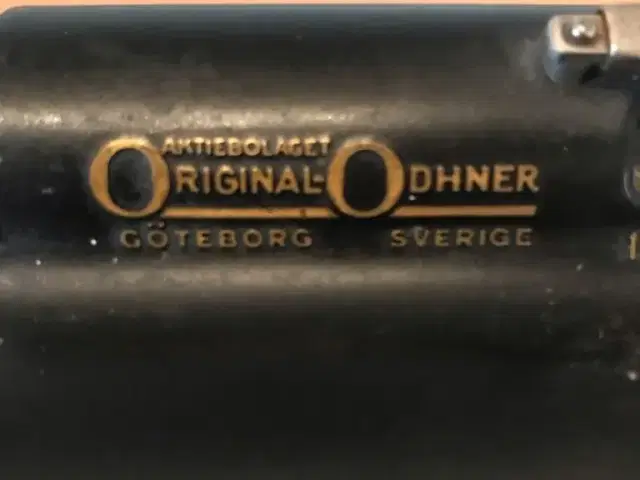 AKTIEBOLAGET
ORIGINAL-ODHNER
GÖTEBORG SVERIGE